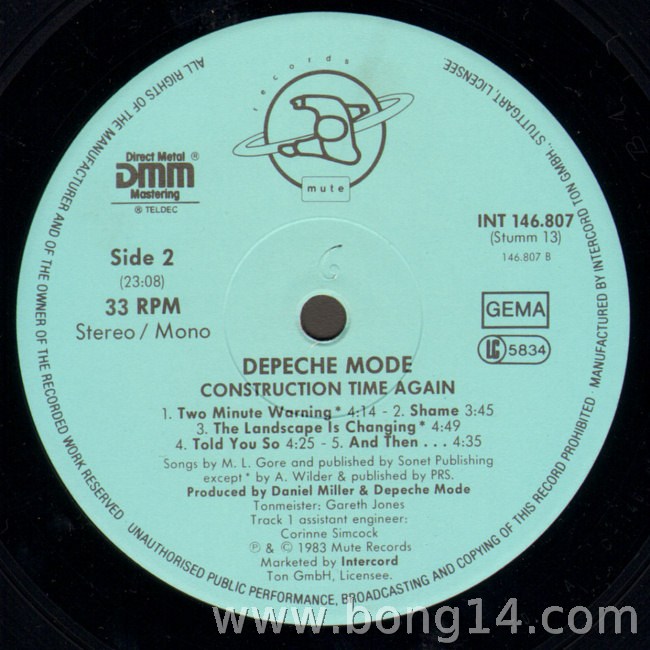 records
mute
Direct Metal ®
DMM
Mastering
® TELDEC
Side 2
(23:08)
33 RPM
Stereo / Mono
INT 146.807
(Stumm 13)
146.807 B
GEMA
LC 5834
DEPECHE MODE
CONSTRUCTION TIME AGAIN
1. Two Minute Warning* 4:14 - 2. Shame 3:45
3. The Landscape Is Changing* 4:49
4. Told You So 4:25 - 5. And Then . . . 4:35
Songs by M. L. Gore and published by Sonet Publishing
except* by A. Wilder & published by PRS.
Produced by Daniel Miller & Depeche Mode
Tonmeister: Gareth Jones
Track 1 assistant engineer:
Corinne Simcock
℗ & © 1983 Mute Records
Marketed by Intercord
Ton GmbH, Licensee.
ALL RIGHTS OF THE MANUFACTURER AND OF THE OWNER OF THE RECORDED WORK RESERVED · UNAUTHORISED PUBLIC PERFORMANCE, BROADCASTING AND COPYING OF THIS RECORD PROHIBITED · MANUFACTURED BY INTERCORD TON GMBH., STUTTGART, LICENSEE.
www.bong14.com